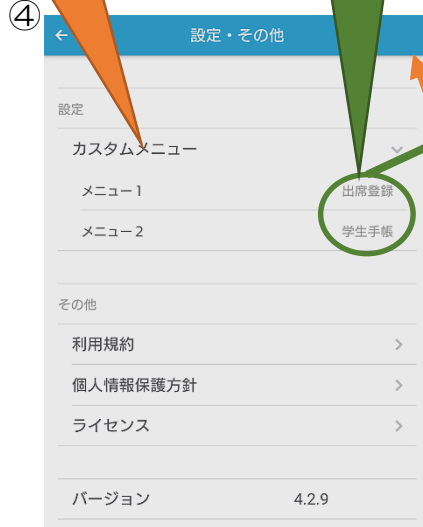 ④
設定・その他
設定
カスタムメニュー
メニュー1 出席登録
メニュー2 学生手帳
その他
利用規約
個人情報保護方針
ライセンス
バージョン 4.2.9